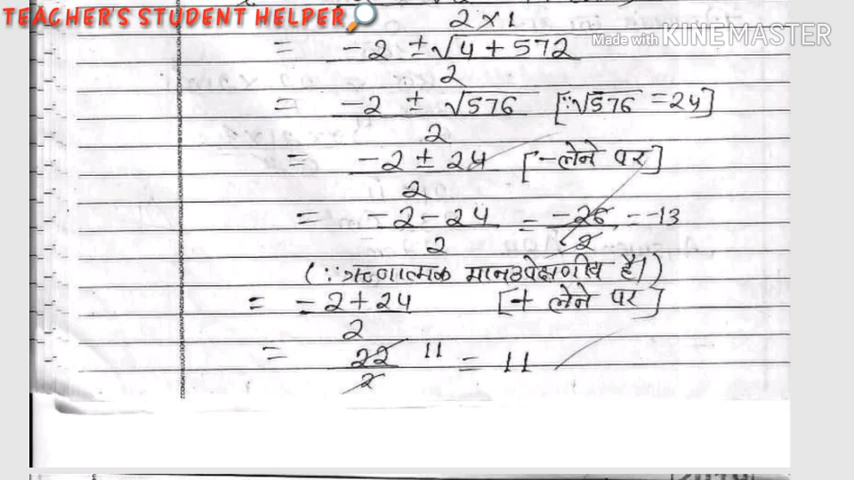 TEACHER'S STUDENT HELPER
Made with KINEMASTER
2 × 1
= -2 ± √4 + 572
2
= -2 ± √576 [∵√576 = 24]
2
= -2 ± 24 [-लेने पर]
2
= -2 - 24 = -26 = -13
2 2
(∵ ऋणात्मक मान उपेक्षणीय है।)
= -2 + 24 [+ लेने पर]
2
= 22 11 = 11
2